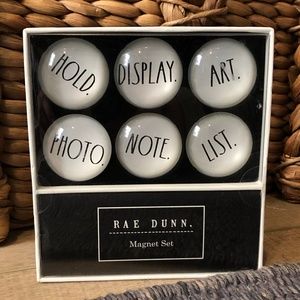 HOLD. DISPLAY. ART.
PHOTO. NOTE. LIST.
RAE DUNN.
Magnet Set